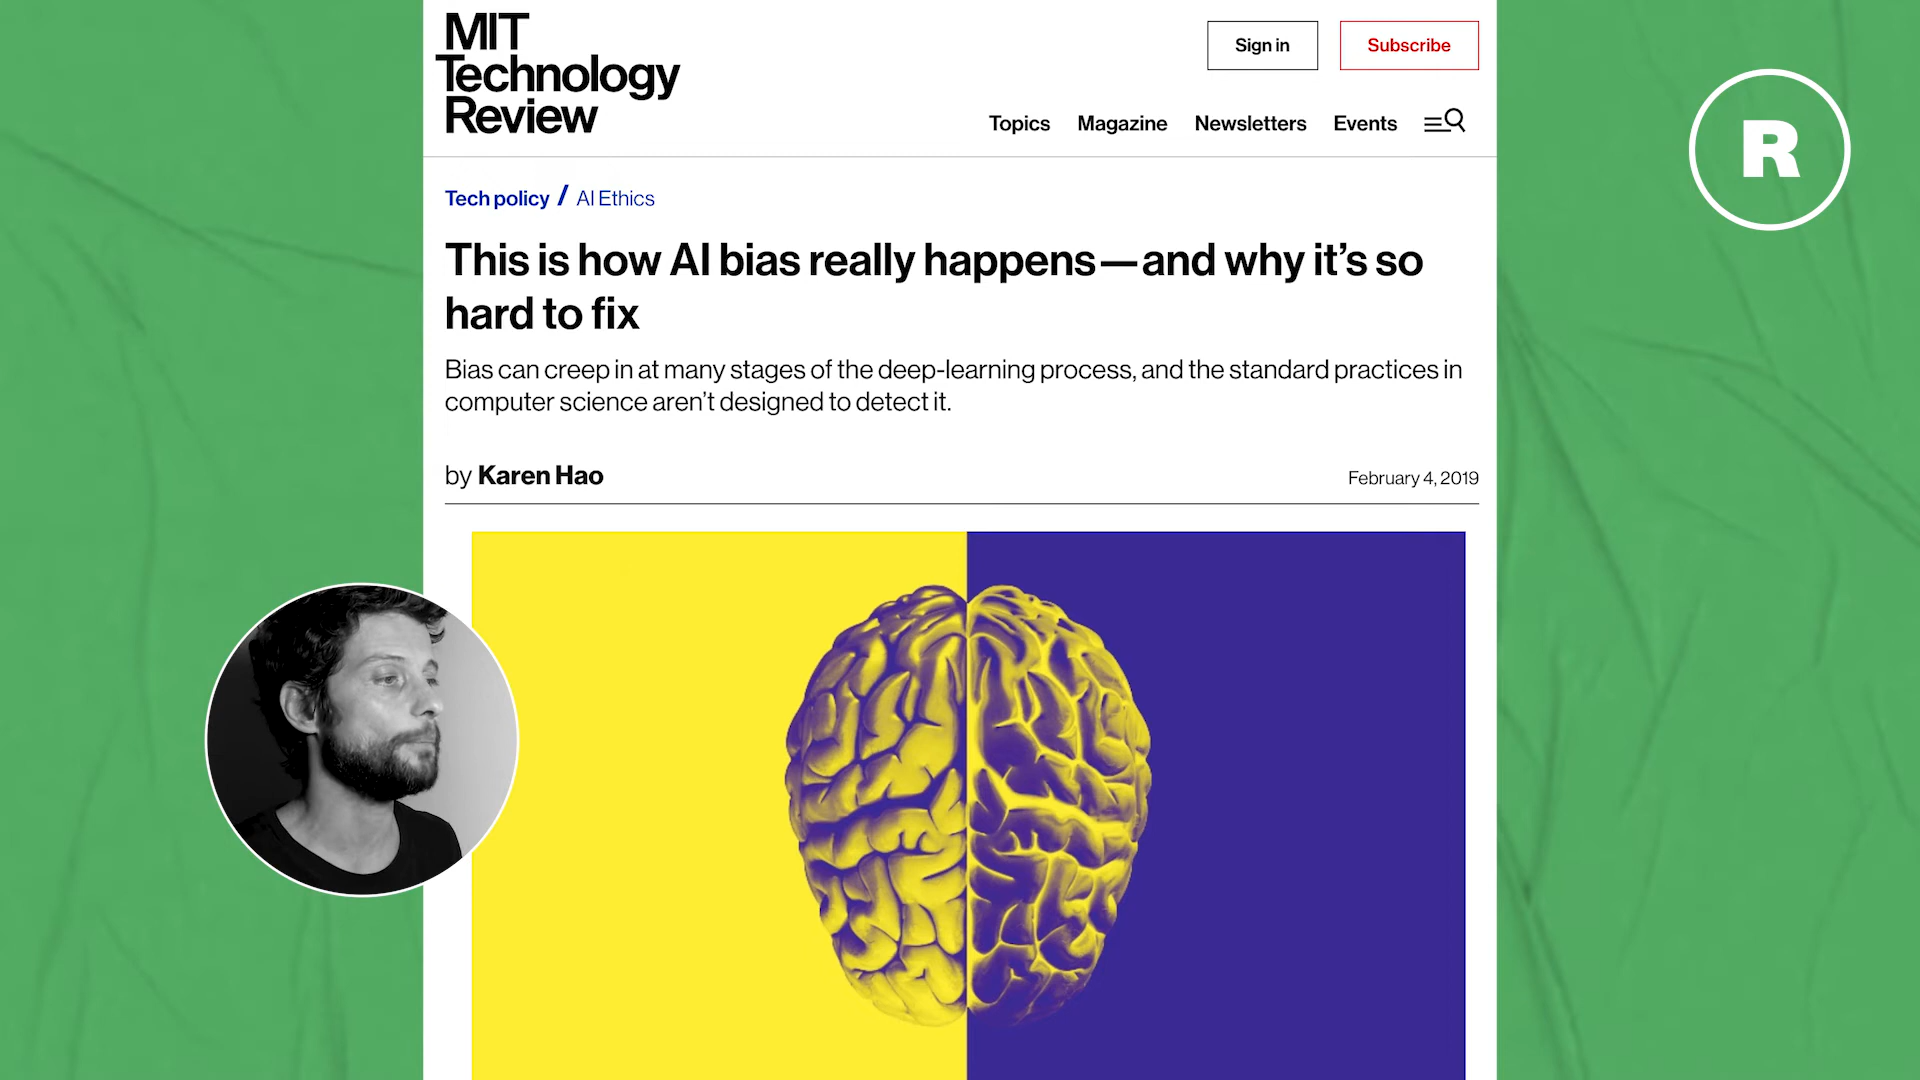 MIT
Technology
Review
Sign in
Subscribe
Topics
Magazine
Newsletters
Events
R
Tech policy / AI Ethics
This is how AI bias really happens—and why it’s so
hard to fix
Bias can creep in at many stages of the deep-learning process, and the standard practices in
computer science aren’t designed to detect it.
by Karen Hao
February 4, 2019